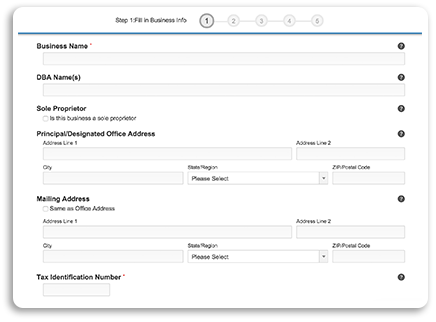 Step 1:Fill in Business Info 1 2 3 4 5
Business Name * ?
DBA Name(s) ?
Sole Proprietor ?
Is this business a sole proprietor
Principal/Designated Office Address ?
Address Line 1 Address Line 2
City State/Region ZIP/Postal Code
Please Select
Mailing Address ?
Same as Office Address
Address Line 1 Address Line 2
City State/Region ZIP/Postal Code
Please Select
Tax Identification Number * ?